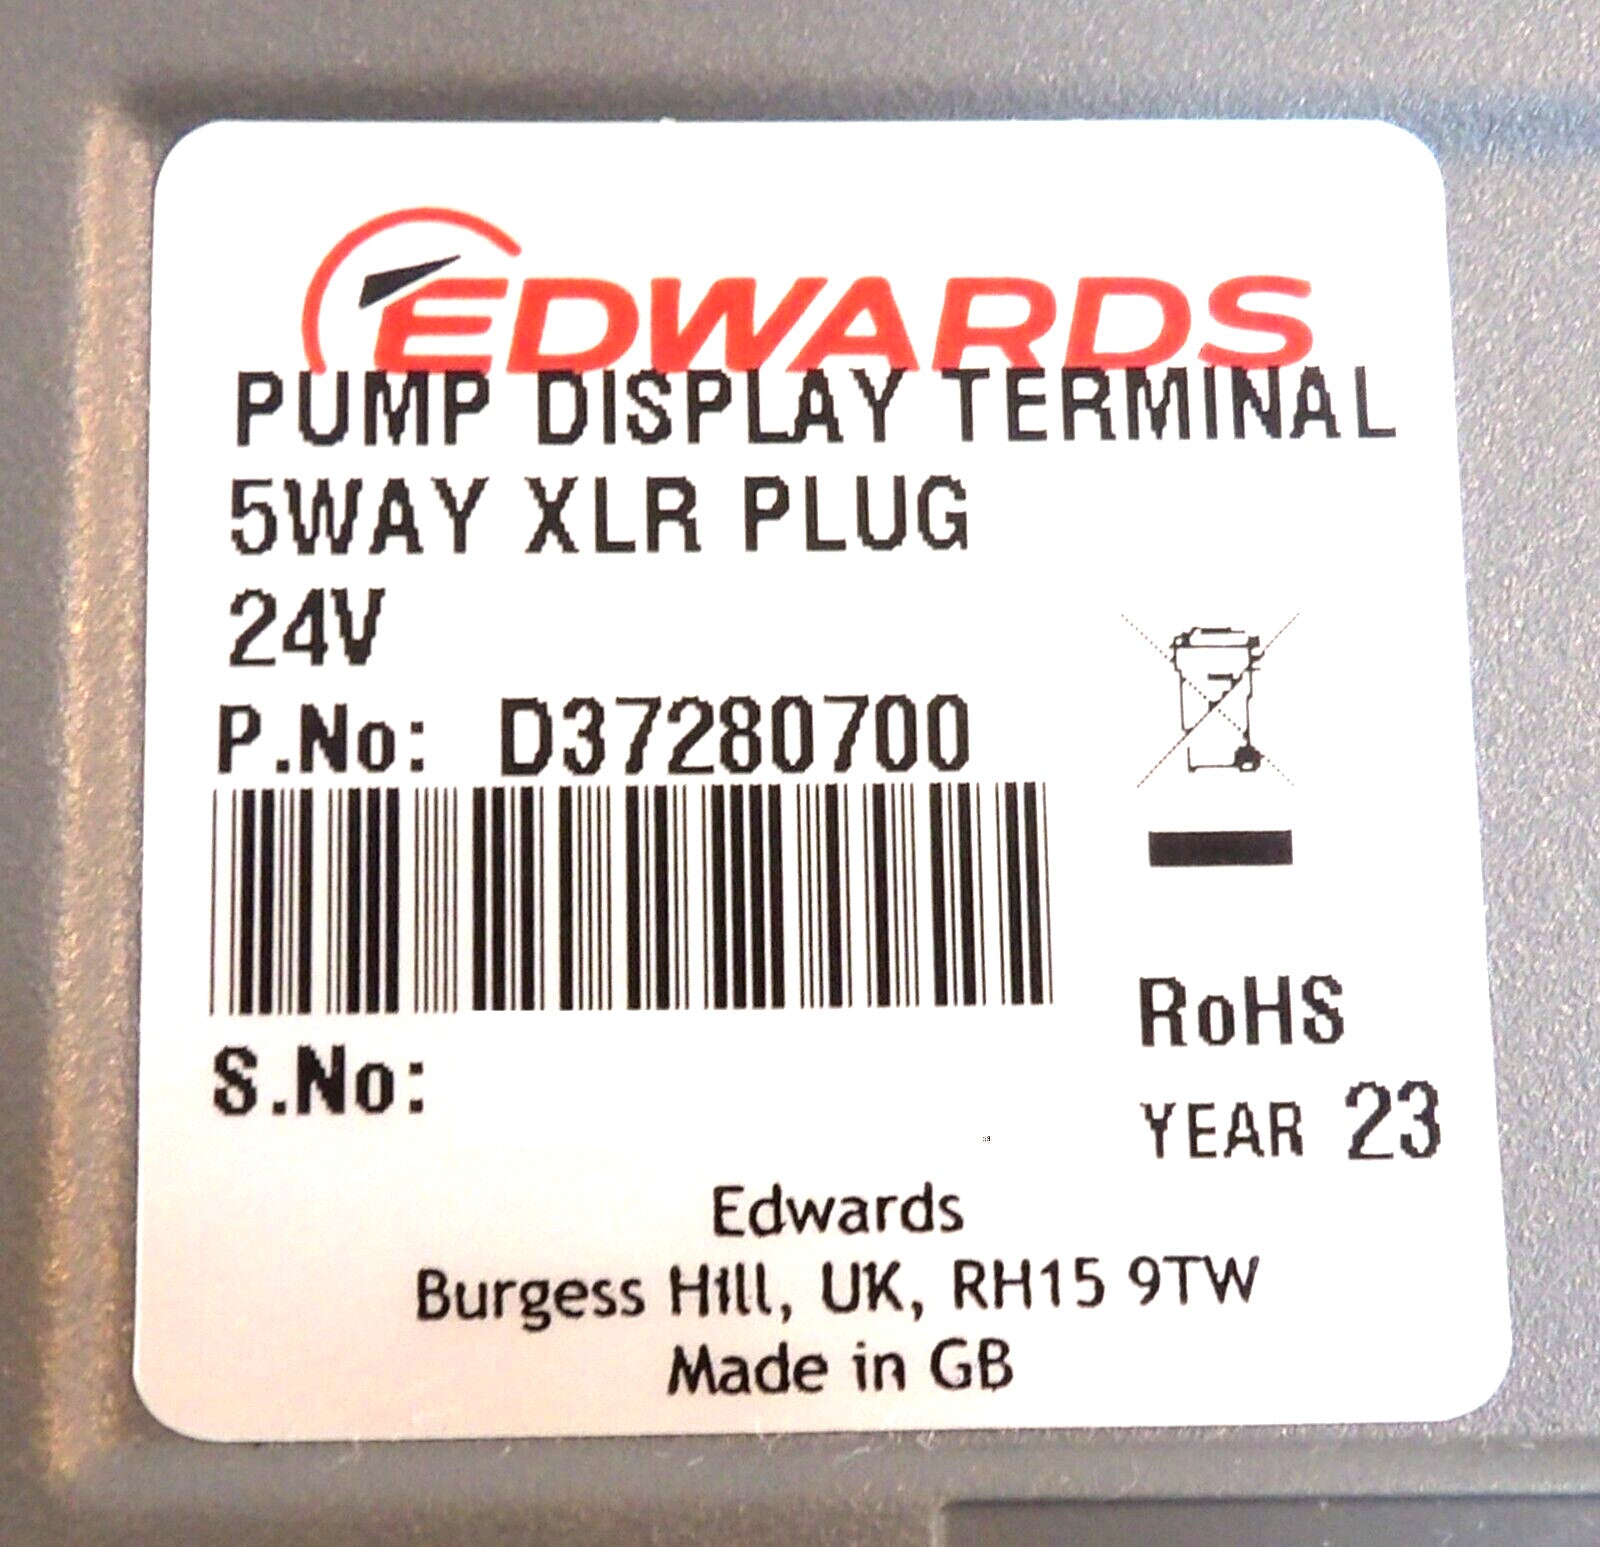 EDWARDS
PUMP DISPLAY TERMINAL
5WAY XLR PLUG
24V
P.No: D37280700
S.No:
RoHS
YEAR 23
Edwards
Burgess Hill, UK, RH15 9TW
Made in GB